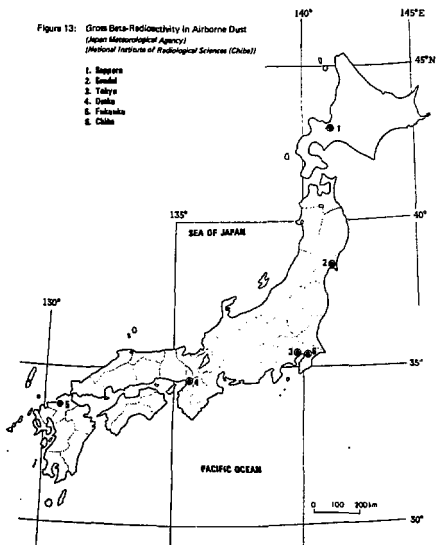 Figure 13: Gross Beta-Radioactivity in Airborne Dust
(Japan Meteorological Agency)
(National Institute of Radiological Sciences (Chiba))
1. Sapporo
2. Sendai
3. Tokyo
4. Osaka
5. Fukuoka
6. Chiba
140°
145°E
45°N
1
135°
40°
SEA OF JAPAN
2
130°
3
6
35°
4
5
PACIFIC OCEAN
0 100 200km
30°